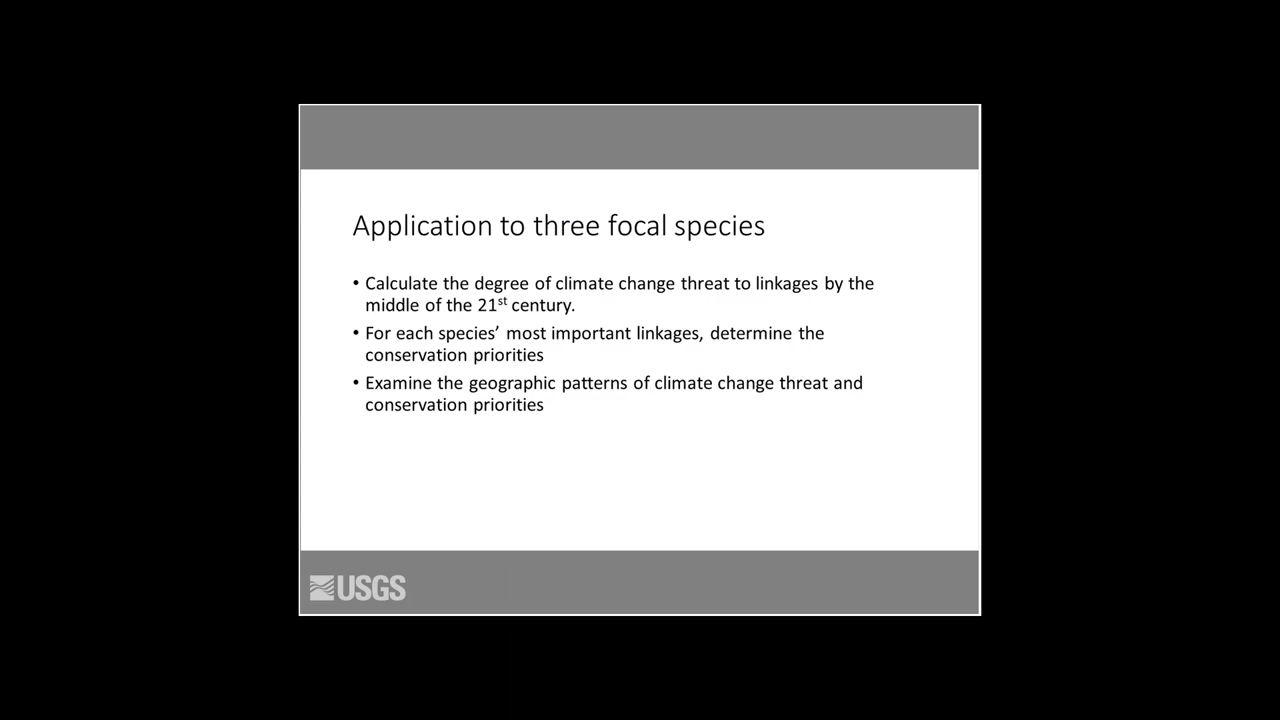 Application to three focal species
• Calculate the degree of climate change threat to linkages by the
middle of the 21st century.
• For each species’ most important linkages, determine the
conservation priorities
• Examine the geographic patterns of climate change threat and
conservation priorities
USGS